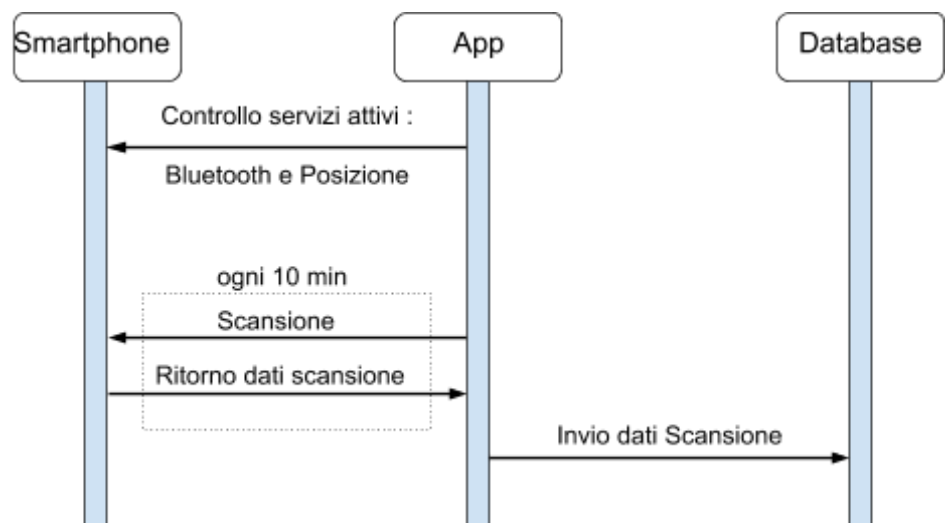 Smartphone
App
Database
Controllo servizi attivi :
Bluetooth e Posizione
ogni 10 min
Scansione
Ritorno dati scansione
Invio dati Scansione